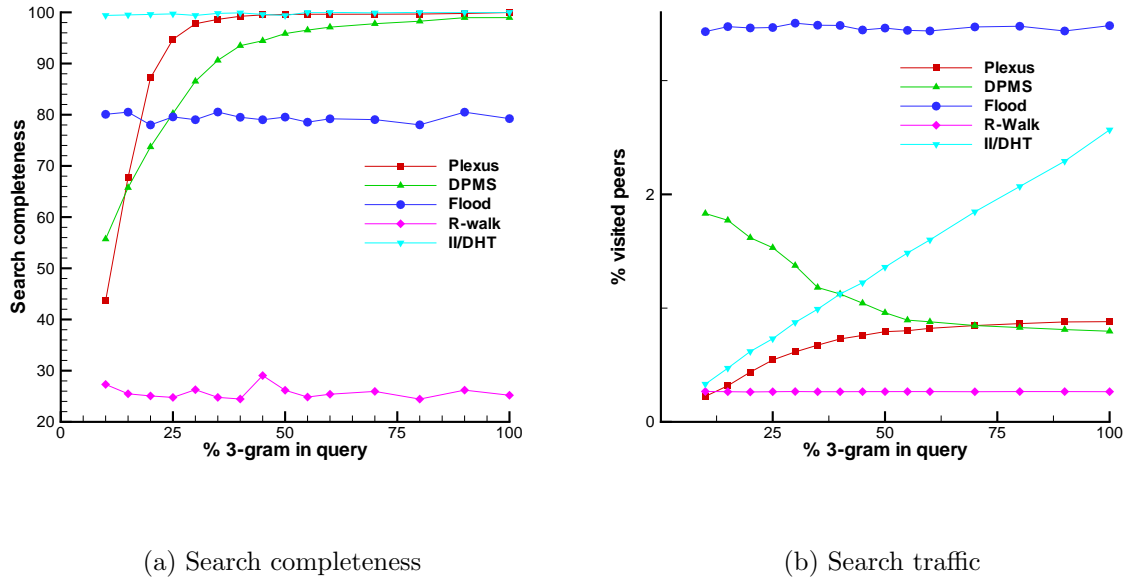 100
90
80
70
60
50
40
30
20
0
25
50
75
100
Search completeness
% 3-gram in query
Plexus
DPMS
Flood
R-walk
II/DHT
(a) Search completeness
2
0
25
50
75
100
% visited peers
% 3-gram in query
Plexus
DPMS
Flood
R-Walk
II/DHT
(b) Search traffic